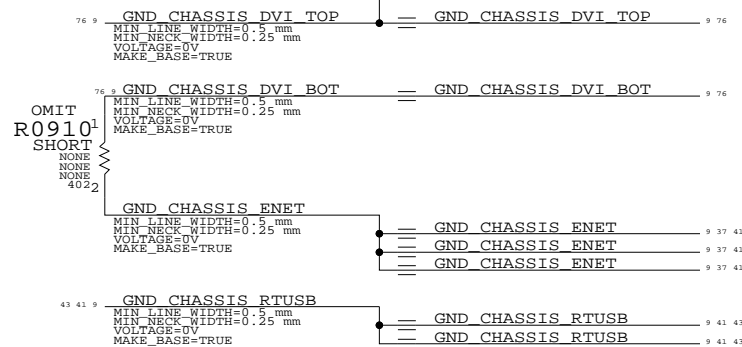 76 9 GND_CHASSIS_DVI_TOP = GND_CHASSIS_DVI_TOP 9 76
MIN_LINE_WIDTH=0.5 mm
MIN_NECK_WIDTH=0.25 mm
VOLTAGE=0V
MAKE_BASE=TRUE
76 9 GND_CHASSIS_DVI_BOT = GND_CHASSIS_DVI_BOT 9 76
MIN_LINE_WIDTH=0.5 mm
MIN_NECK_WIDTH=0.25 mm
VOLTAGE=0V
MAKE_BASE=TRUE
OMIT
R0910 1
SHORT
NONE
NONE
NONE
402 2
GND_CHASSIS_ENET
MIN_LINE_WIDTH=0.5 mm
MIN_NECK_WIDTH=0.25 mm
VOLTAGE=0V
MAKE_BASE=TRUE
= GND_CHASSIS_ENET 9 37 41
= GND_CHASSIS_ENET 9 37 41
= GND_CHASSIS_ENET 9 37 41
43 41 9 GND_CHASSIS_RTUSB
MIN_LINE_WIDTH=0.5 mm
MIN_NECK_WIDTH=0.25 mm
VOLTAGE=0V
MAKE_BASE=TRUE
= GND_CHASSIS_RTUSB 9 41 43
= GND_CHASSIS_RTUSB 9 41 43